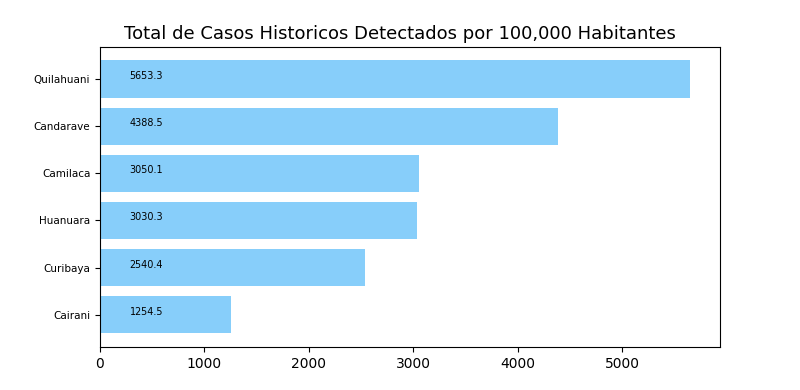 Total de Casos Historicos Detectados por 100,000 Habitantes
Quilahuani 5653.3
Candarave 4388.5
Camilaca 3050.1
Huanuara 3030.3
Curibaya 2540.4
Cairani 1254.5
0 1000 2000 3000 4000 5000